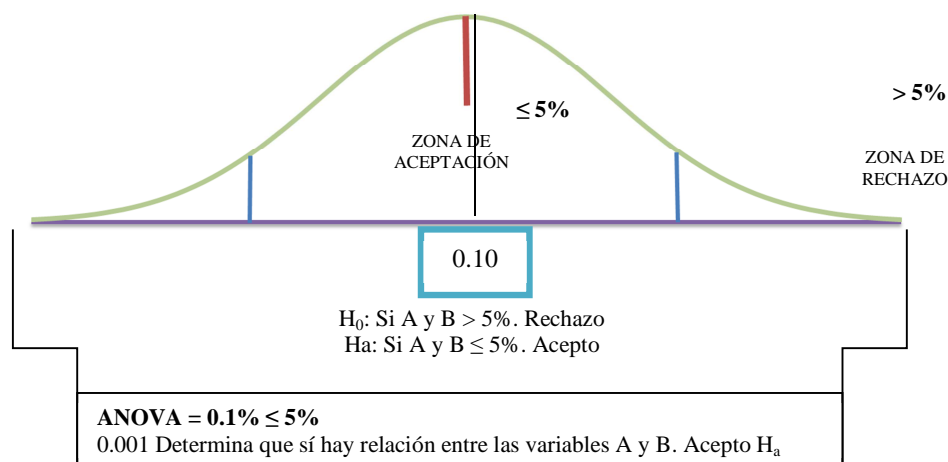 ≤ 5%
> 5%
ZONA DE
ACEPTACIÓN
ZONA DE
RECHAZO
0.10
H₀: Si A y B > 5%. Rechazo
Ha: Si A y B ≤ 5%. Acepto
ANOVA = 0.1% ≤ 5%
0.001 Determina que sí hay relación entre las variables A y B. Acepto Hₐ